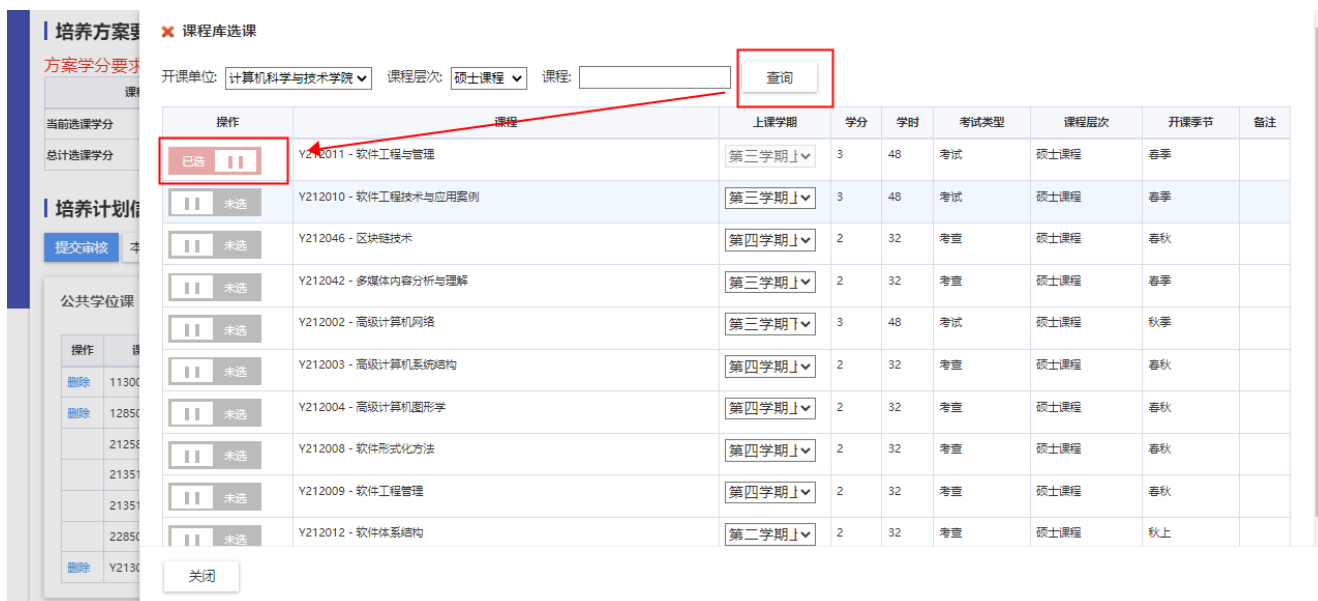 培养方案要
方案学分要求
当前选课学分
总计选课学分
培养计划信
提交审核 本
公共学位课
操作
删除 11300
删除 12850
21258
21351
21351
22850
删除 Y2130
课程库选课
开课单位: 计算机科学与技术学院 课程层次: 硕士课程 课程: 查询
操作 课程 上课学期 学分 学时 考试类型 课程层次 开课季节 备注
已选 Y212011 - 软件工程与管理 第三学期上 3 48 考试 硕士课程 春季
未选 Y212010 - 软件工程技术与应用案例 第三学期上 3 48 考试 硕士课程 春季
未选 Y212046 - 区块链技术 第四学期上 2 32 考查 硕士课程 春秋
未选 Y212042 - 多媒体内容分析与理解 第三学期上 2 32 考查 硕士课程 春季
未选 Y212002 - 高级计算机网络 第三学期下 3 48 考试 硕士课程 秋季
未选 Y212003 - 高级计算机系统结构 第四学期上 2 32 考查 硕士课程 春秋
未选 Y212004 - 高级计算机图形学 第四学期上 2 32 考查 硕士课程 春秋
未选 Y212008 - 软件形式化方法 第四学期上 2 32 考查 硕士课程 春秋
未选 Y212009 - 软件工程管理 第四学期上 2 32 考查 硕士课程 春秋
未选 Y212012 - 软件体系结构 第二学期上 2 32 考查 硕士课程 秋上
关闭